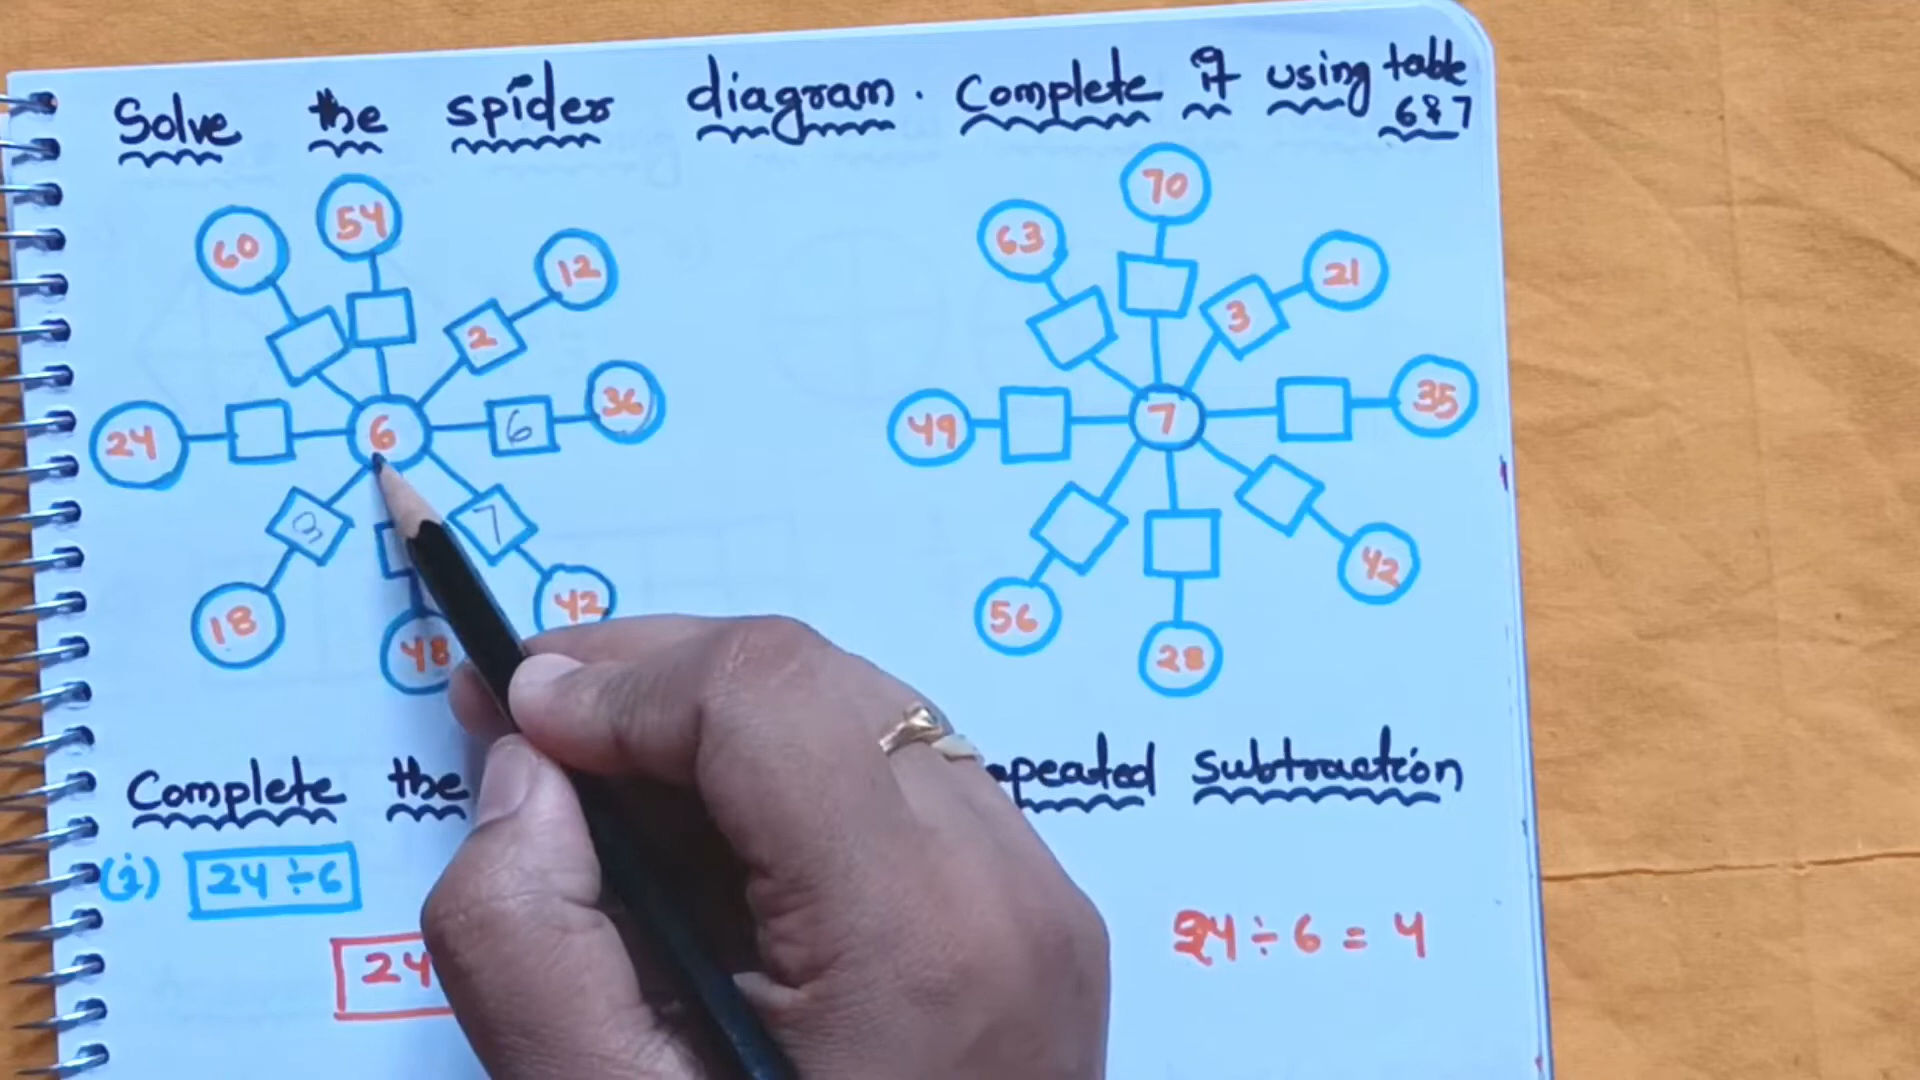 Solve the spider diagram. Complete it using table 6 & 7
60 54 12
2
24 6 6 36
7
18 48 42
63 70 21
3
49 7 35
56 28 42
Complete the subtraction
(i) 24 ÷ 6
24
24 ÷ 6 = 4